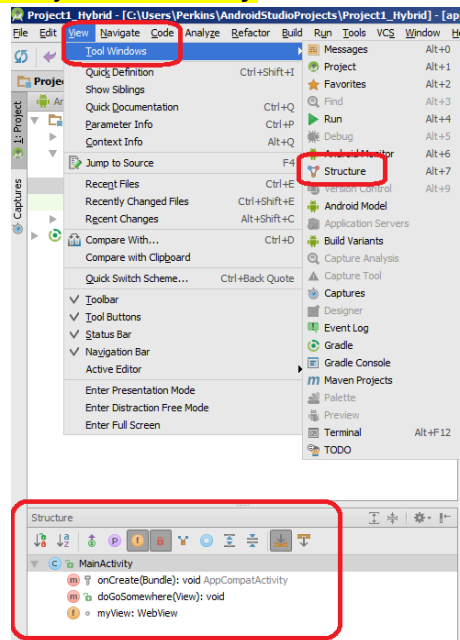 Project1_Hybrid - [C:\Users\Perkins\AndroidStudioProjects\Project1_Hybrid] - [ap
File Edit View Navigate Code Analyze Refactor Build Run Tools VCS Window H
Tool Windows
Quick Definition Ctrl+Shift+I
Show Siblings
Quick Documentation Ctrl+Q
Parameter Info Ctrl+P
Context Info Alt+Q
Jump to Source F4
Recent Files Ctrl+E
Recently Changed Files Ctrl+Shift+E
Recent Changes Alt+Shift+C
Compare With... Ctrl+D
Compare with Clipboard
Quick Switch Scheme... Ctrl+Back Quote
Toolbar
Tool Buttons
Status Bar
Navigation Bar
Active Editor
Enter Presentation Mode
Enter Distraction Free Mode
Enter Full Screen
Messages Alt+0
Project Alt+1
Favorites Alt+2
Find Alt+3
Run Alt+4
Debug Alt+5
Android Monitor Alt+6
Structure Alt+7
Version Control Alt+9
Android Model
Application Servers
Build Variants
Capture Analysis
Capture Tool
Captures
Designer
Event Log
Gradle
Gradle Console
Maven Projects
Palette
Preview
Terminal Alt+F12
TODO
Projec
An
1: Project
Captures
Structure
MainActivity
onCreate(Bundle): void AppCompatActivity
doGoSomewhere(View): void
myView: WebView